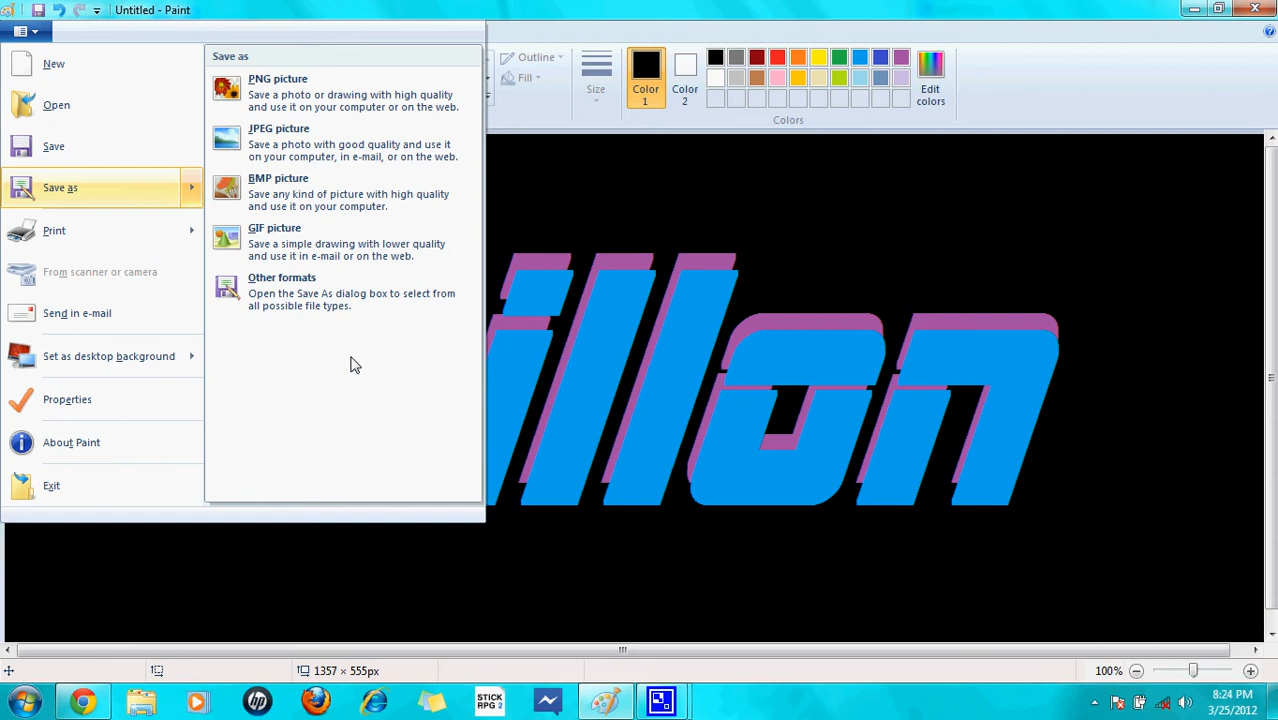 Untitled - Paint
New
Open
Save
Save as
Print
From scanner or camera
Send in e-mail
Set as desktop background
Properties
About Paint
Exit
Save as
PNG picture
Save a photo or drawing with high quality
and use it on your computer or on the web.
JPEG picture
Save a photo with good quality and use it
on your computer, in e-mail, or on the web.
BMP picture
Save any kind of picture with high quality
and use it on your computer.
GIF picture
Save a simple drawing with lower quality
and use it in e-mail or on the web.
Other formats
Open the Save As dialog box to select from
all possible file types.
Outline
Fill
Size
Color
1
Color
2
Edit
colors
Colors
illon
1357 × 555px
100%
hp
STICK
RPG 2
8:24 PM
3/25/2012